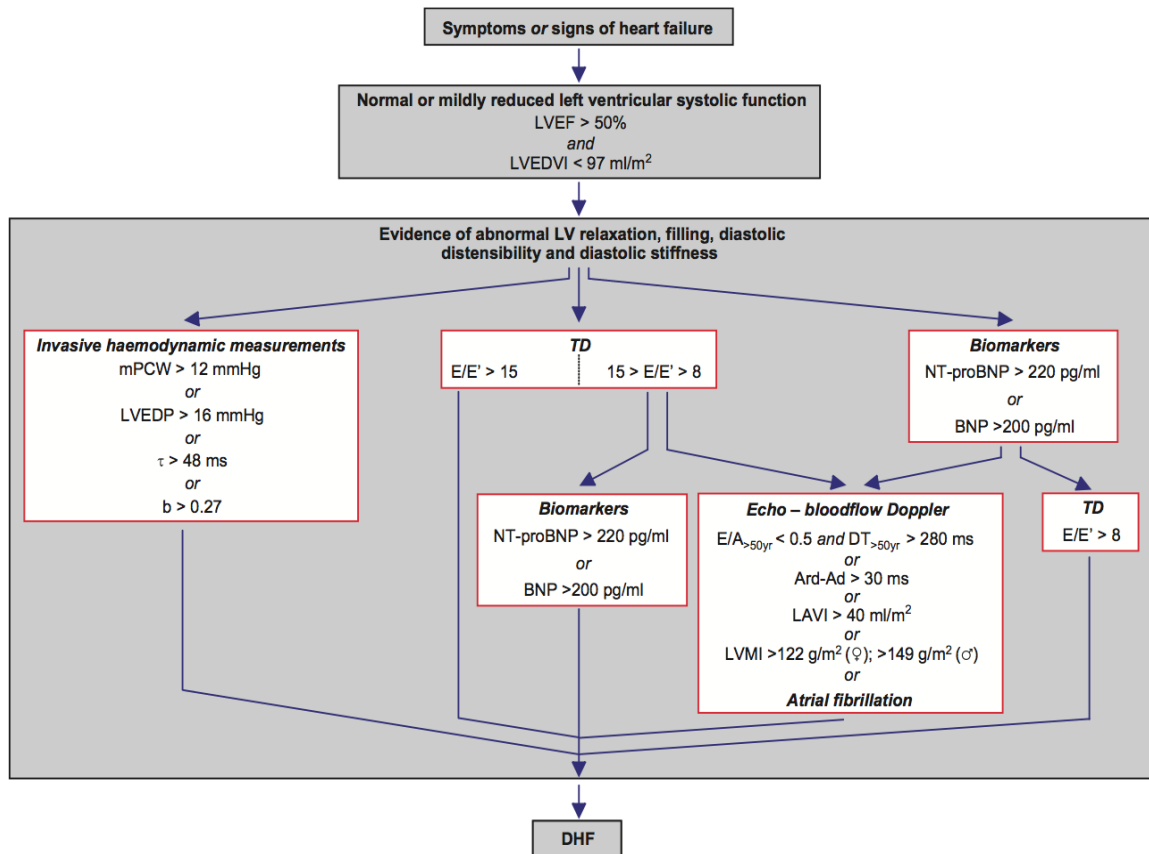 Symptoms or signs of heart failure
Normal or mildly reduced left ventricular systolic function
LVEF > 50%
and
LVEDVI < 97 ml/m²
Evidence of abnormal LV relaxation, filling, diastolic
distensibility and diastolic stiffness
Invasive haemodynamic measurements
mPCW > 12 mmHg
or
LVEDP > 16 mmHg
or
τ > 48 ms
or
b > 0.27
TD
E/E' > 15
15 > E/E' > 8
Biomarkers
NT-proBNP > 220 pg/ml
or
BNP >200 pg/ml
Biomarkers
NT-proBNP > 220 pg/ml
or
BNP >200 pg/ml
Echo – bloodflow Doppler
E/A>50yr < 0.5 and DT>50yr > 280 ms
or
Ard-Ad > 30 ms
or
LAVI > 40 ml/m²
or
LVMI >122 g/m² (♀); >149 g/m² (♂)
or
Atrial fibrillation
TD
E/E' > 8
DHF